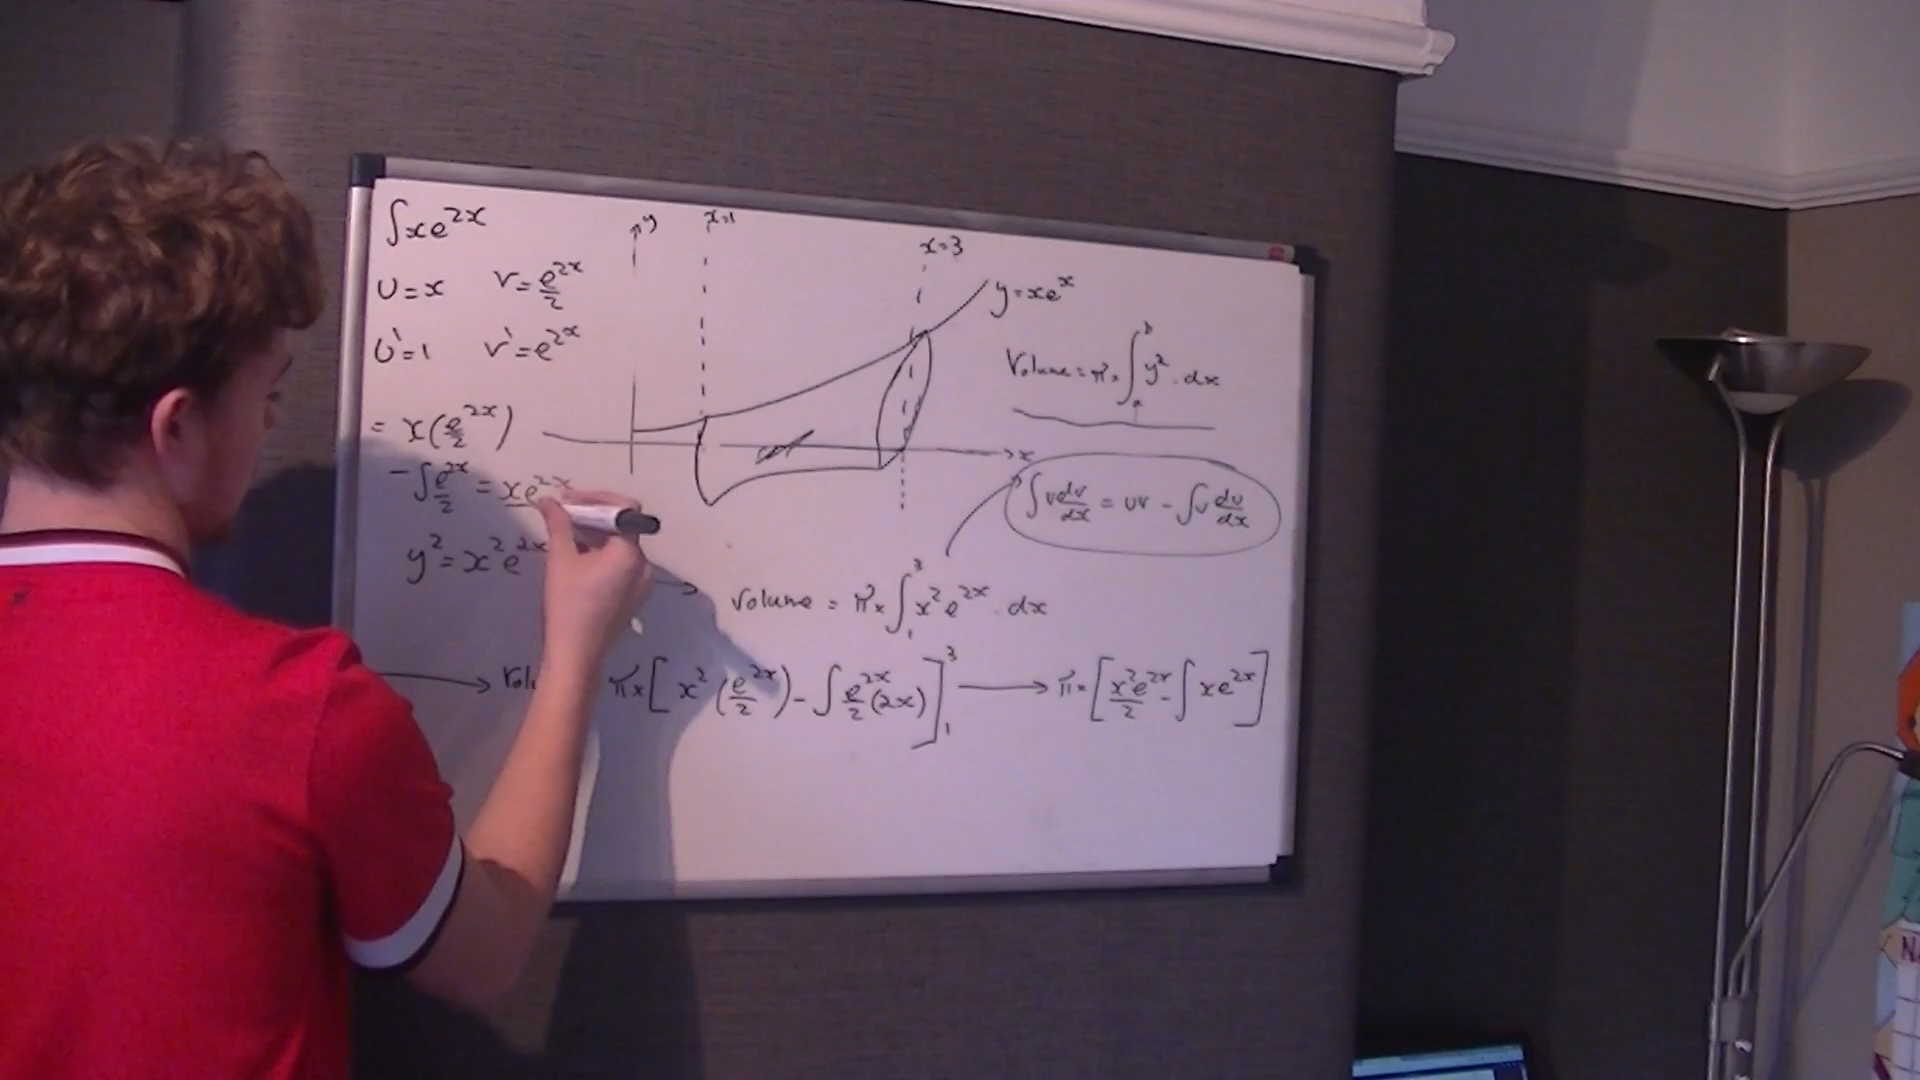 ∫xe^2x
U=x V=e^2x/2
U'=1 V'=e^2x
= x(e^2x/2)
-∫e^2x/2 = xe^2x
y²=x²e^2x
y
x=1
x=3
y=xe^x
x
Volume = π×∫ y² . dx
∫v dv/dx = uv - ∫v du/dx
Volume = π×∫₁³ x²e^2x . dx
π×[x²(e^2x/2)-∫e^2x/2(2x)]₁³ → π×[x²e^2x/2 - ∫xe^2x]